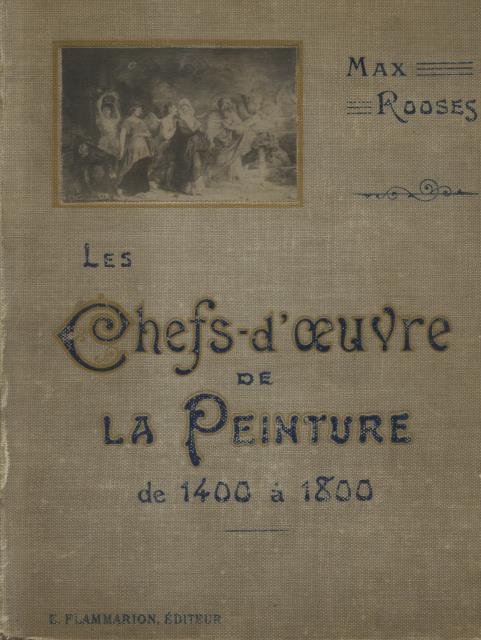 MAX
ROOSES
LES
Chefs-d'œuvre
DE
LA PEINTURE
de 1400 à 1800
E. FLAMMARION, ÉDITEUR